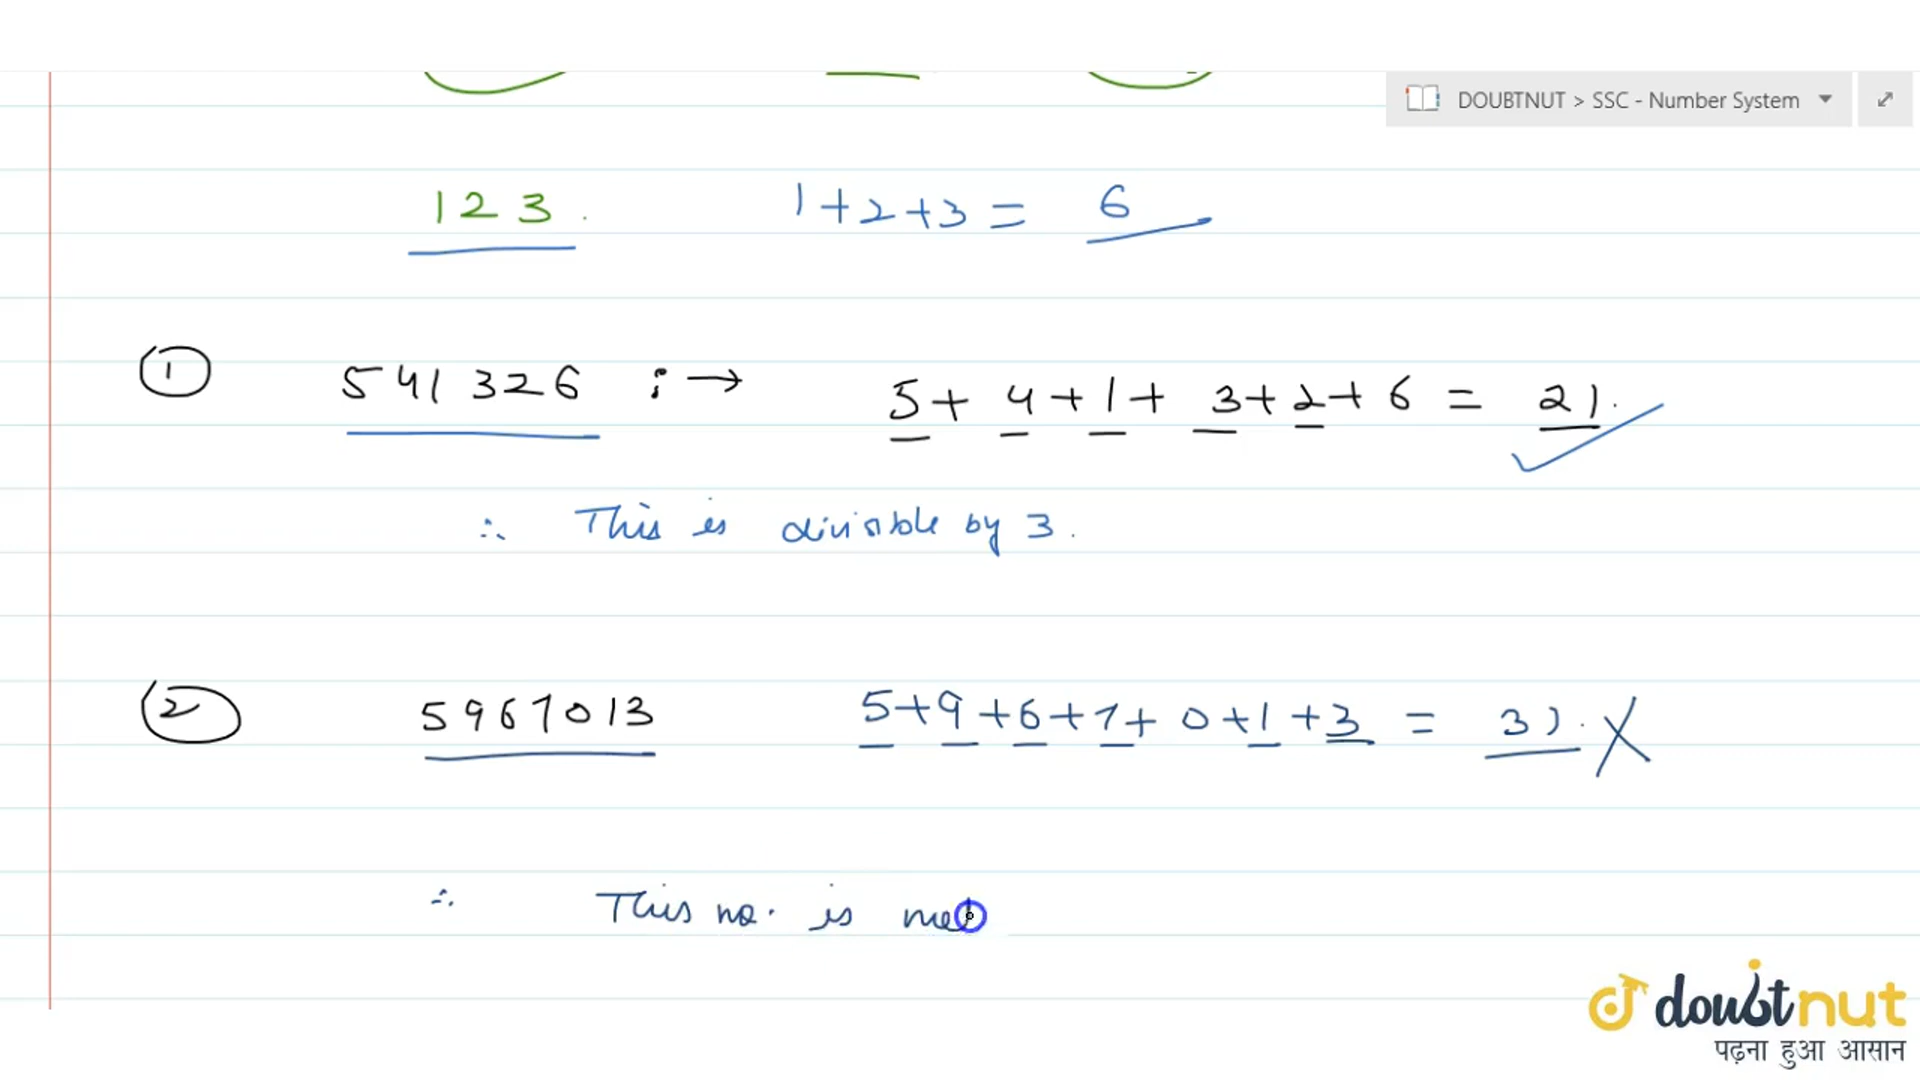 DOUBTNUT > SSC - Number System
123. 1+2+3 = 6
① 541326 : → 5+4+1+3+2+6 = 21.
∴ This is divisible by 3.
② 5967013 5+9+6+7+0+1+3 = 31.
∴ This no. is not
doubtnut
पढ़ना हुआ आसान